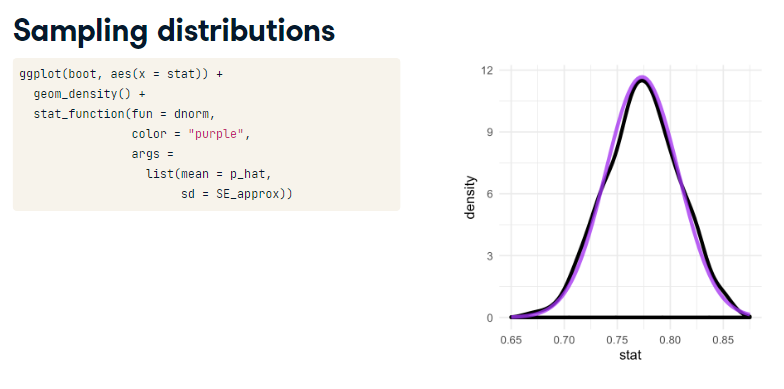 Sampling distributions
ggplot(boot, aes(x = stat)) +
geom_density() +
stat_function(fun = dnorm,
color = "purple",
args =
list(mean = p_hat,
sd = SE_approx))
12
9
6
3
0
density
0.65 0.70 0.75 0.80 0.85
stat